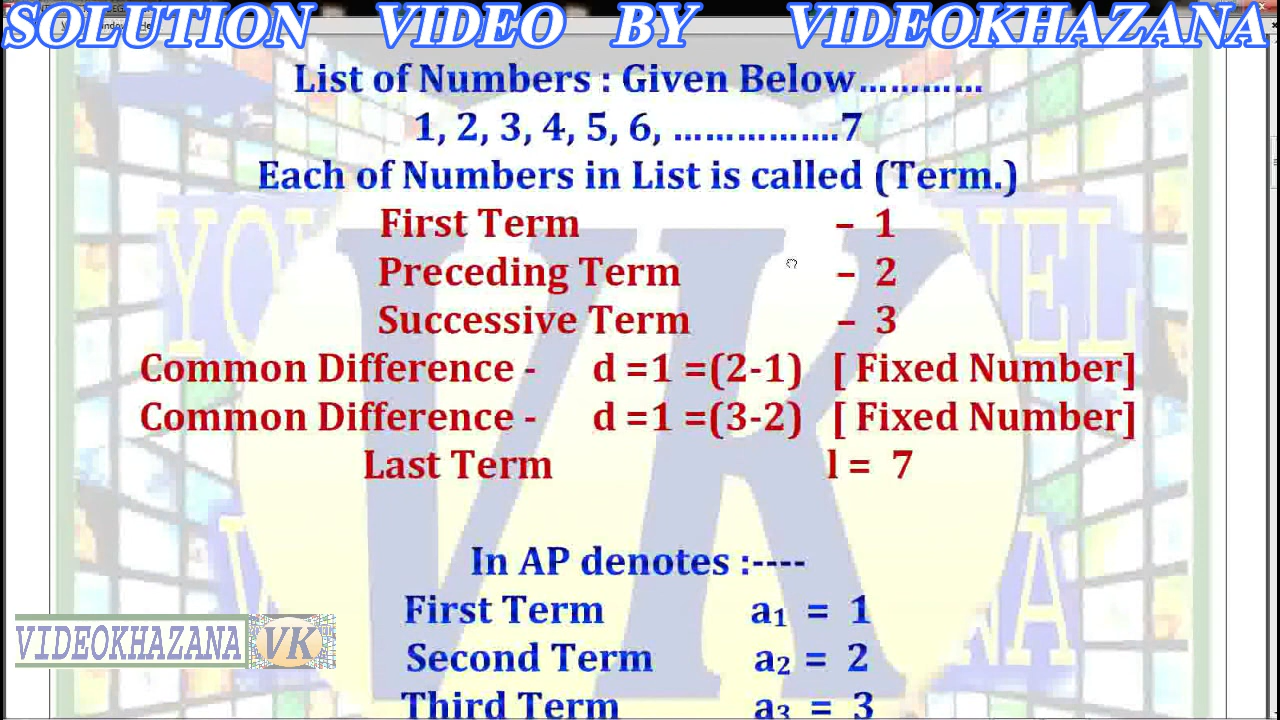 SOLUTION VIDEO BY VIDEOKHAZANA
List of Numbers : Given Below............
1, 2, 3, 4, 5, 6, ................7
Each of Numbers in List is called (Term.)
First Term – 1
Preceding Term – 2
Successive Term – 3
Common Difference - d =1 =(2-1) [ Fixed Number]
Common Difference - d =1 =(3-2) [ Fixed Number]
Last Term l = 7
In AP denotes :----
First Term a₁ = 1
VIDEOKHAZANA VK
Second Term a₂ = 2
Third Term a₃ = 3